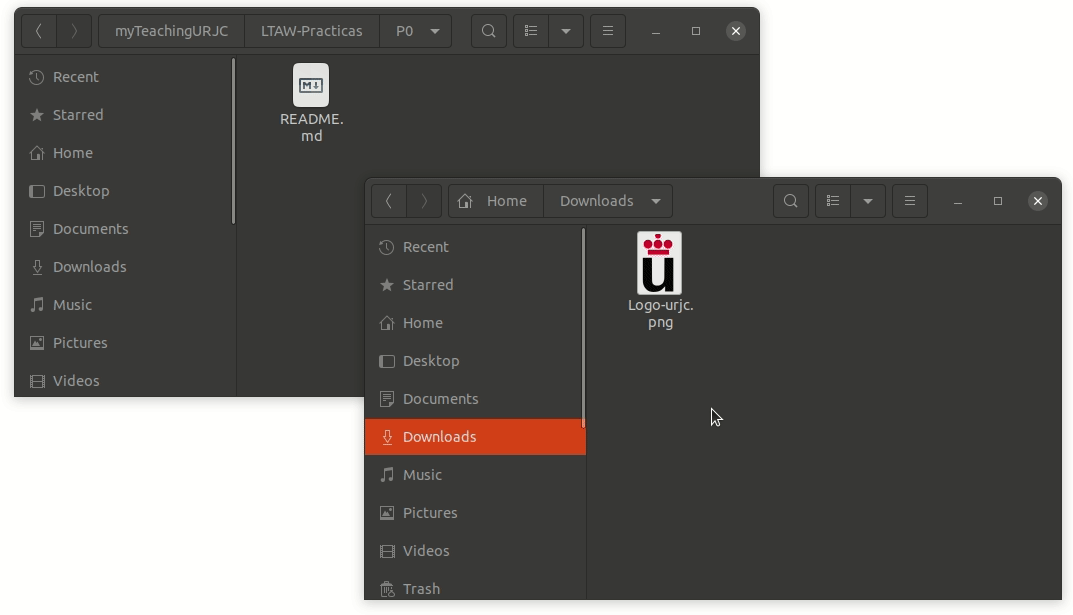 myTeachingURJC LTAW-Practicas P0
Recent
Starred
Home
Desktop
Documents
Downloads
Music
Pictures
Videos
README.
md
Home Downloads
Recent
Starred
Home
Desktop
Documents
Downloads
Music
Pictures
Videos
Trash
u
Logo-urjc.
png